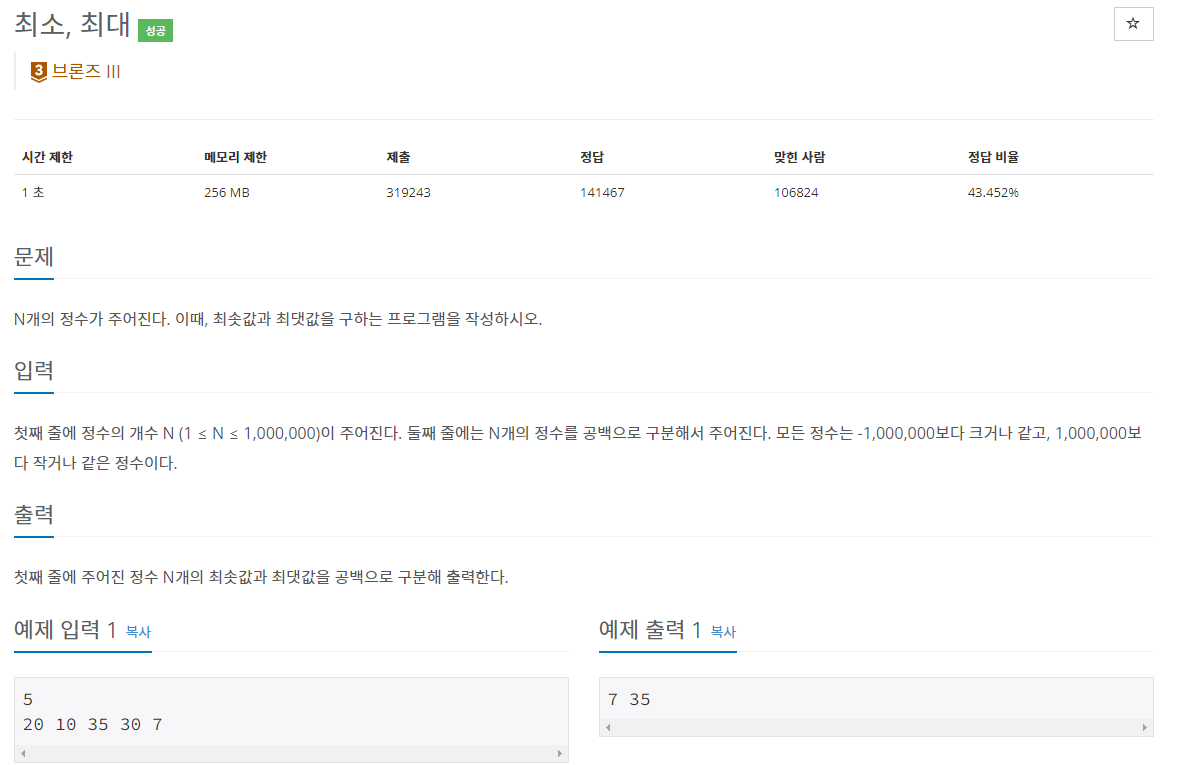 최소, 최대 성공
☆
3 브론즈 III
시간 제한 메모리 제한 제출 정답 맞힌 사람 정답 비율
1 초 256 MB 319243 141467 106824 43.452%
문제
N개의 정수가 주어진다. 이때, 최솟값과 최댓값을 구하는 프로그램을 작성하시오.
입력
첫째 줄에 정수의 개수 N (1 ≤ N ≤ 1,000,000)이 주어진다. 둘째 줄에는 N개의 정수를 공백으로 구분해서 주어진다. 모든 정수는 -1,000,000보다 크거나 같고, 1,000,000보
다 작거나 같은 정수이다.
출력
첫째 줄에 주어진 정수 N개의 최솟값과 최댓값을 공백으로 구분해 출력한다.
예제 입력 1 복사
5
20 10 35 30 7
예제 출력 1 복사
7 35